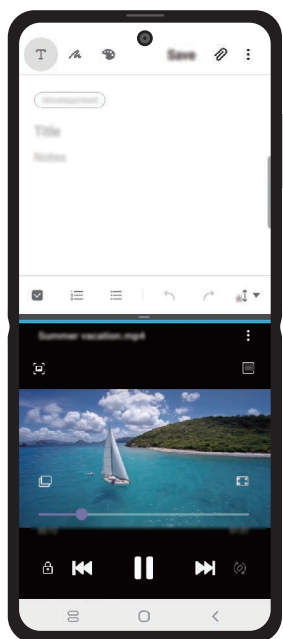 T
Save
Uncategorised
Title
Notes
Summer vacation.mp4